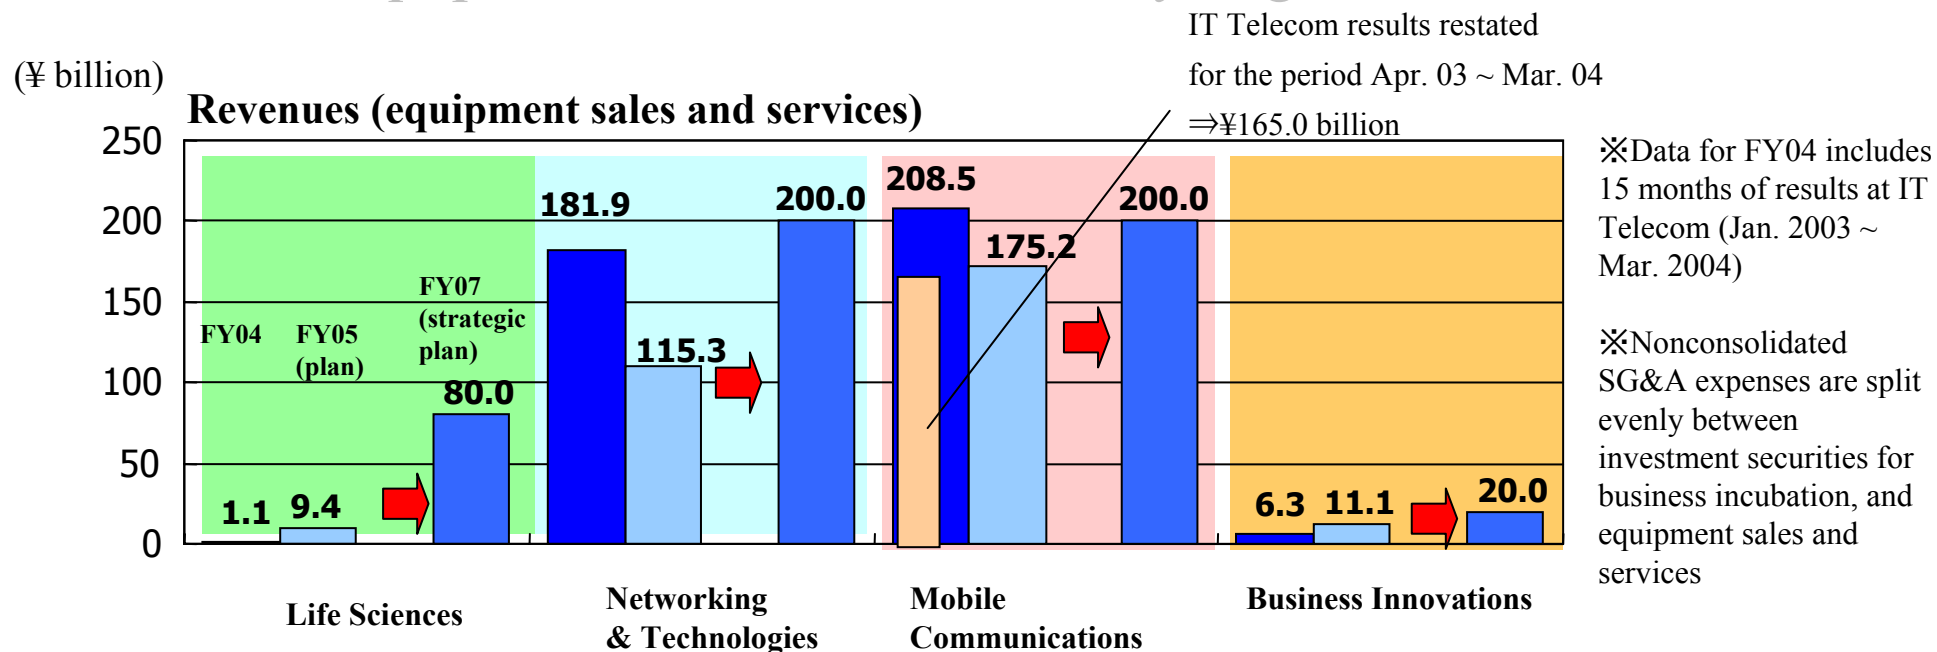 IT Telecom results restated
for the period Apr. 03 ~ Mar. 04
⇒¥165.0 billion
(¥ billion)
Revenues (equipment sales and services)
250
200
150
100
50
0
FY04
FY05
(plan)
FY07
(strategic
plan)
1.1
9.4
80.0
181.9
115.3
200.0
208.5
175.2
200.0
6.3
11.1
20.0
Life Sciences
Networking
& Technologies
Mobile
Communications
Business Innovations
※Data for FY04 includes
15 months of results at IT
Telecom (Jan. 2003 ~
Mar. 2004)
※Nonconsolidated
SG&A expenses are split
evenly between
investment securities for
business incubation, and
equipment sales and
services